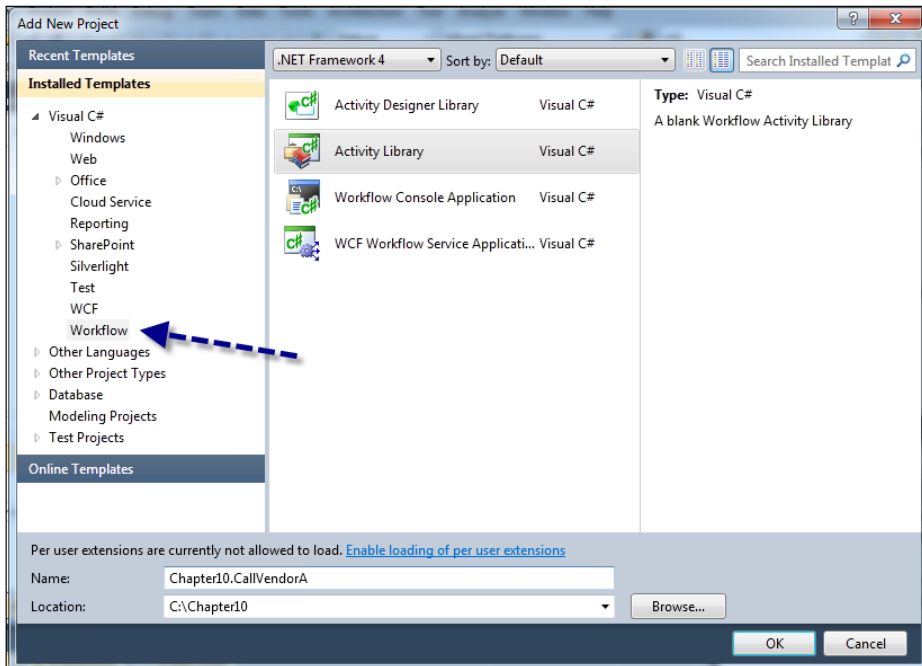 Add New Project
Recent Templates
Installed Templates
Visual C#
Windows
Web
Office
Cloud Service
Reporting
SharePoint
Silverlight
Test
WCF
Workflow
Other Languages
Other Project Types
Database
Modeling Projects
Test Projects
Online Templates
.NET Framework 4 Sort by: Default Search Installed Templat
Activity Designer Library Visual C#
Activity Library Visual C#
Workflow Console Application Visual C#
WCF Workflow Service Applicati... Visual C#
Type: Visual C#
A blank Workflow Activity Library
Per user extensions are currently not allowed to load. Enable loading of per user extensions
Name: Chapter10.CallVendorA
Location: C:\Chapter10 Browse...
OK Cancel